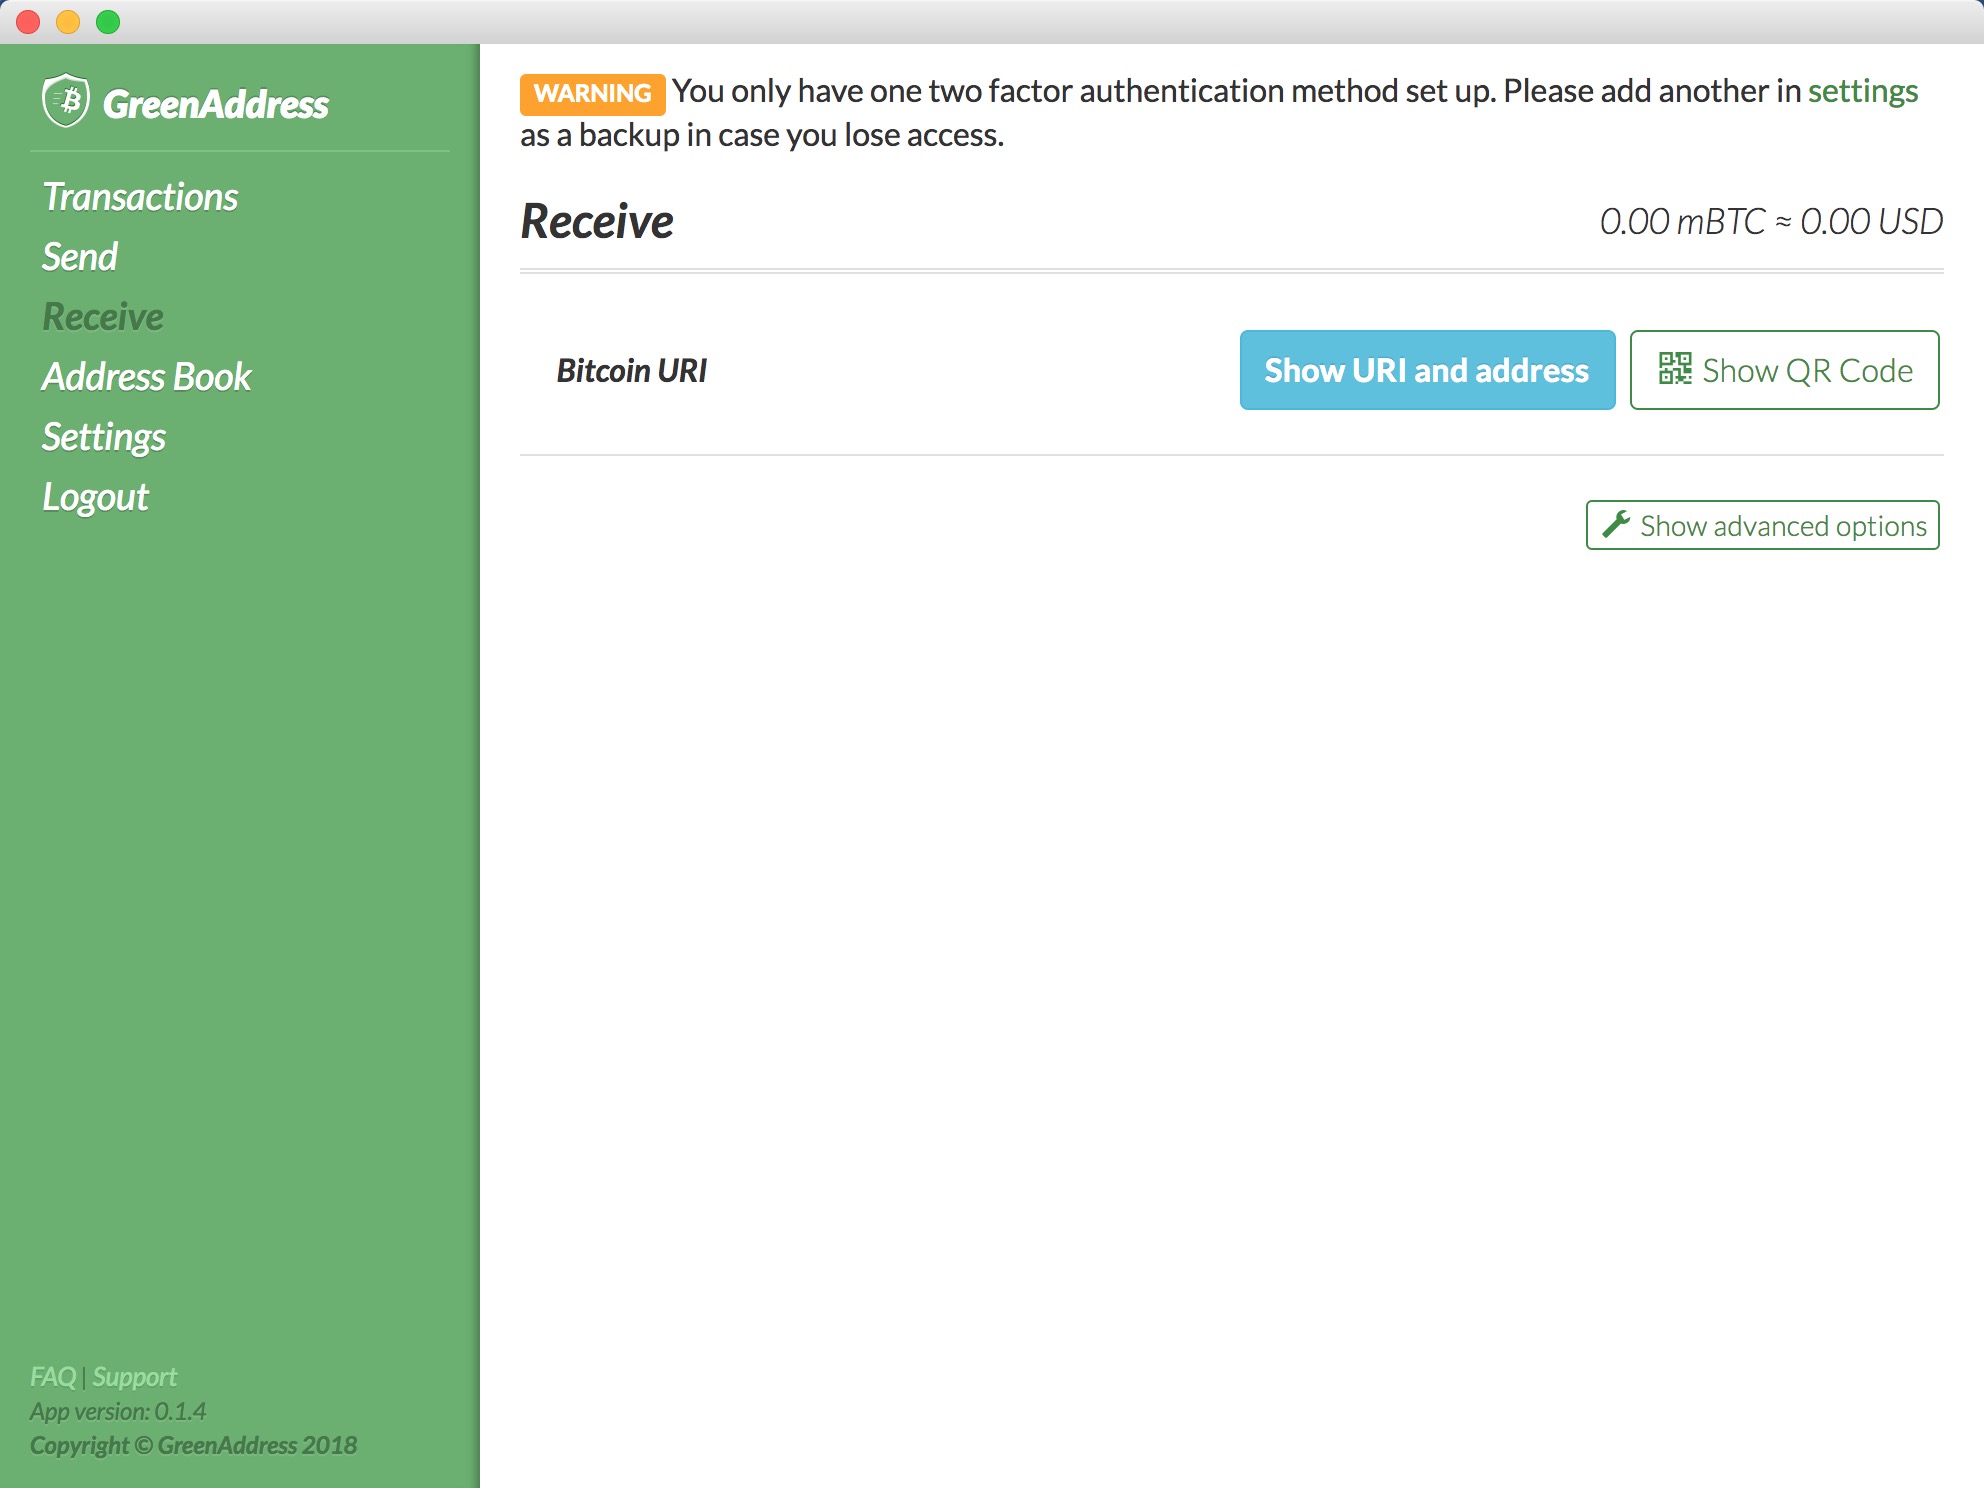 GreenAddress
Transactions
Send
Receive
Address Book
Settings
Logout
FAQ | Support
App version: 0.1.4
Copyright © GreenAddress 2018
WARNING You only have one two factor authentication method set up. Please add another in settings
as a backup in case you lose access.
Receive
0.00 mBTC ≈ 0.00 USD
Bitcoin URI
Show URI and address
Show QR Code
Show advanced options